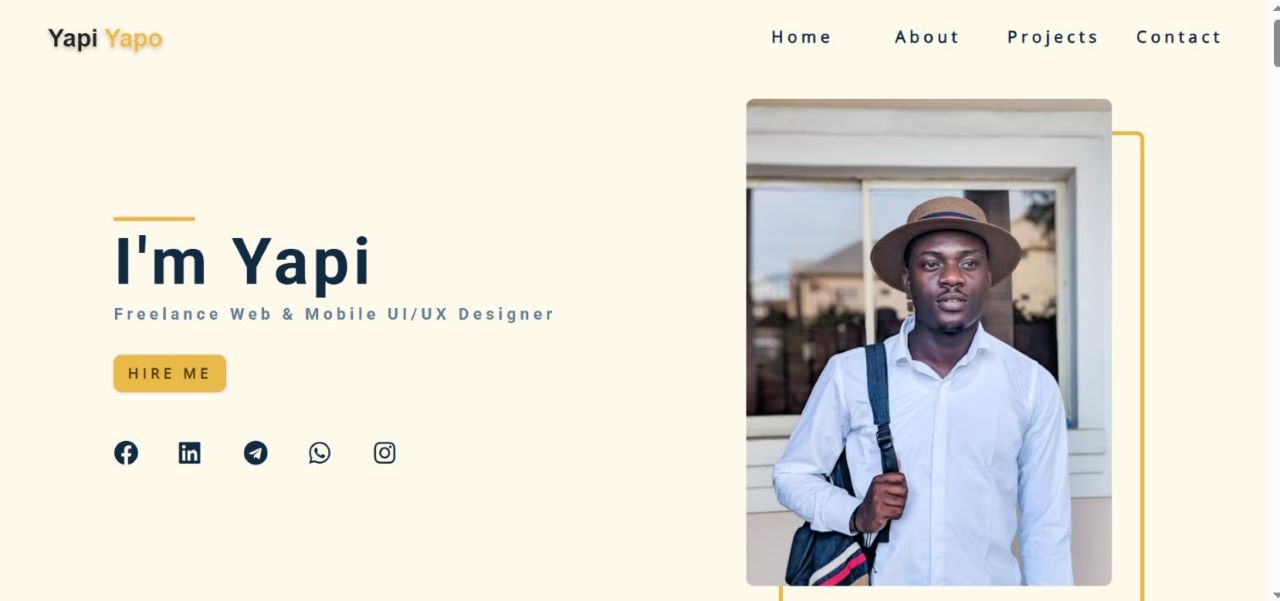 Yapi Yapo
Home About Projects Contact
I'm Yapi
Freelance Web & Mobile UI/UX Designer
HIRE ME